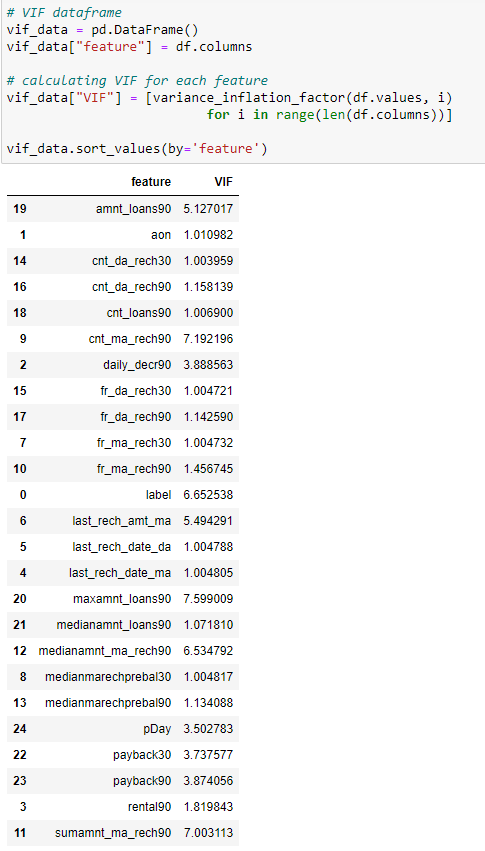 # VIF dataframe
vif_data = pd.DataFrame()
vif_data["feature"] = df.columns
# calculating VIF for each feature
vif_data["VIF"] = [variance_inflation_factor(df.values, i)
for i in range(len(df.columns))]
vif_data.sort_values(by='feature')
feature VIF
19 amnt_loans90 5.127017
1 aon 1.010982
14 cnt_da_rech30 1.003959
16 cnt_da_rech90 1.158139
18 cnt_loans90 1.006900
9 cnt_ma_rech90 7.192196
2 daily_decr90 3.888563
15 fr_da_rech30 1.004721
17 fr_da_rech90 1.142590
7 fr_ma_rech30 1.004732
10 fr_ma_rech90 1.456745
0 label 6.652538
6 last_rech_amt_ma 5.494291
5 last_rech_date_da 1.004788
4 last_rech_date_ma 1.004805
20 maxamnt_loans90 7.599009
21 medianamnt_loans90 1.071810
12 medianamnt_ma_rech90 6.534792
8 medianmarechprebal30 1.004817
13 medianmarechprebal90 1.134088
24 pDay 3.502783
22 payback30 3.737577
23 payback90 3.874056
3 rental90 1.819843
11 sumamnt_ma_rech90 7.003113